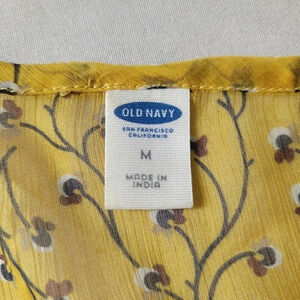 OLD NAVY
SAN FRANCISCO
CALIFORNIA
M
MADE IN
INDIA